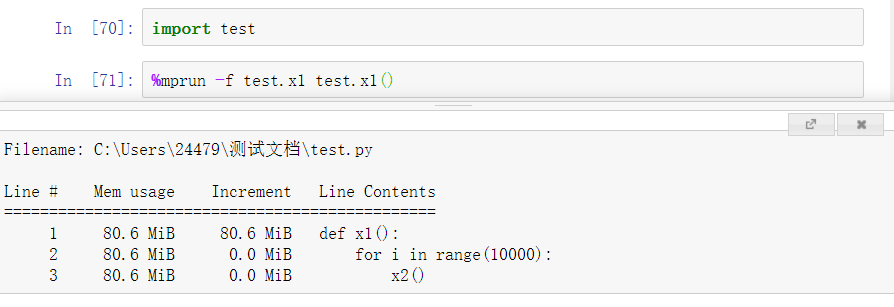 In [70]: import test
In [71]: %mprun -f test.x1 test.x1()
Filename: C:\Users\24479\测试文档\test.py
Line #    Mem usage    Increment   Line Contents
================================================
     1     80.6 MiB     80.6 MiB   def x1():
     2     80.6 MiB      0.0 MiB       for i in range(10000):
     3     80.6 MiB      0.0 MiB           x2()